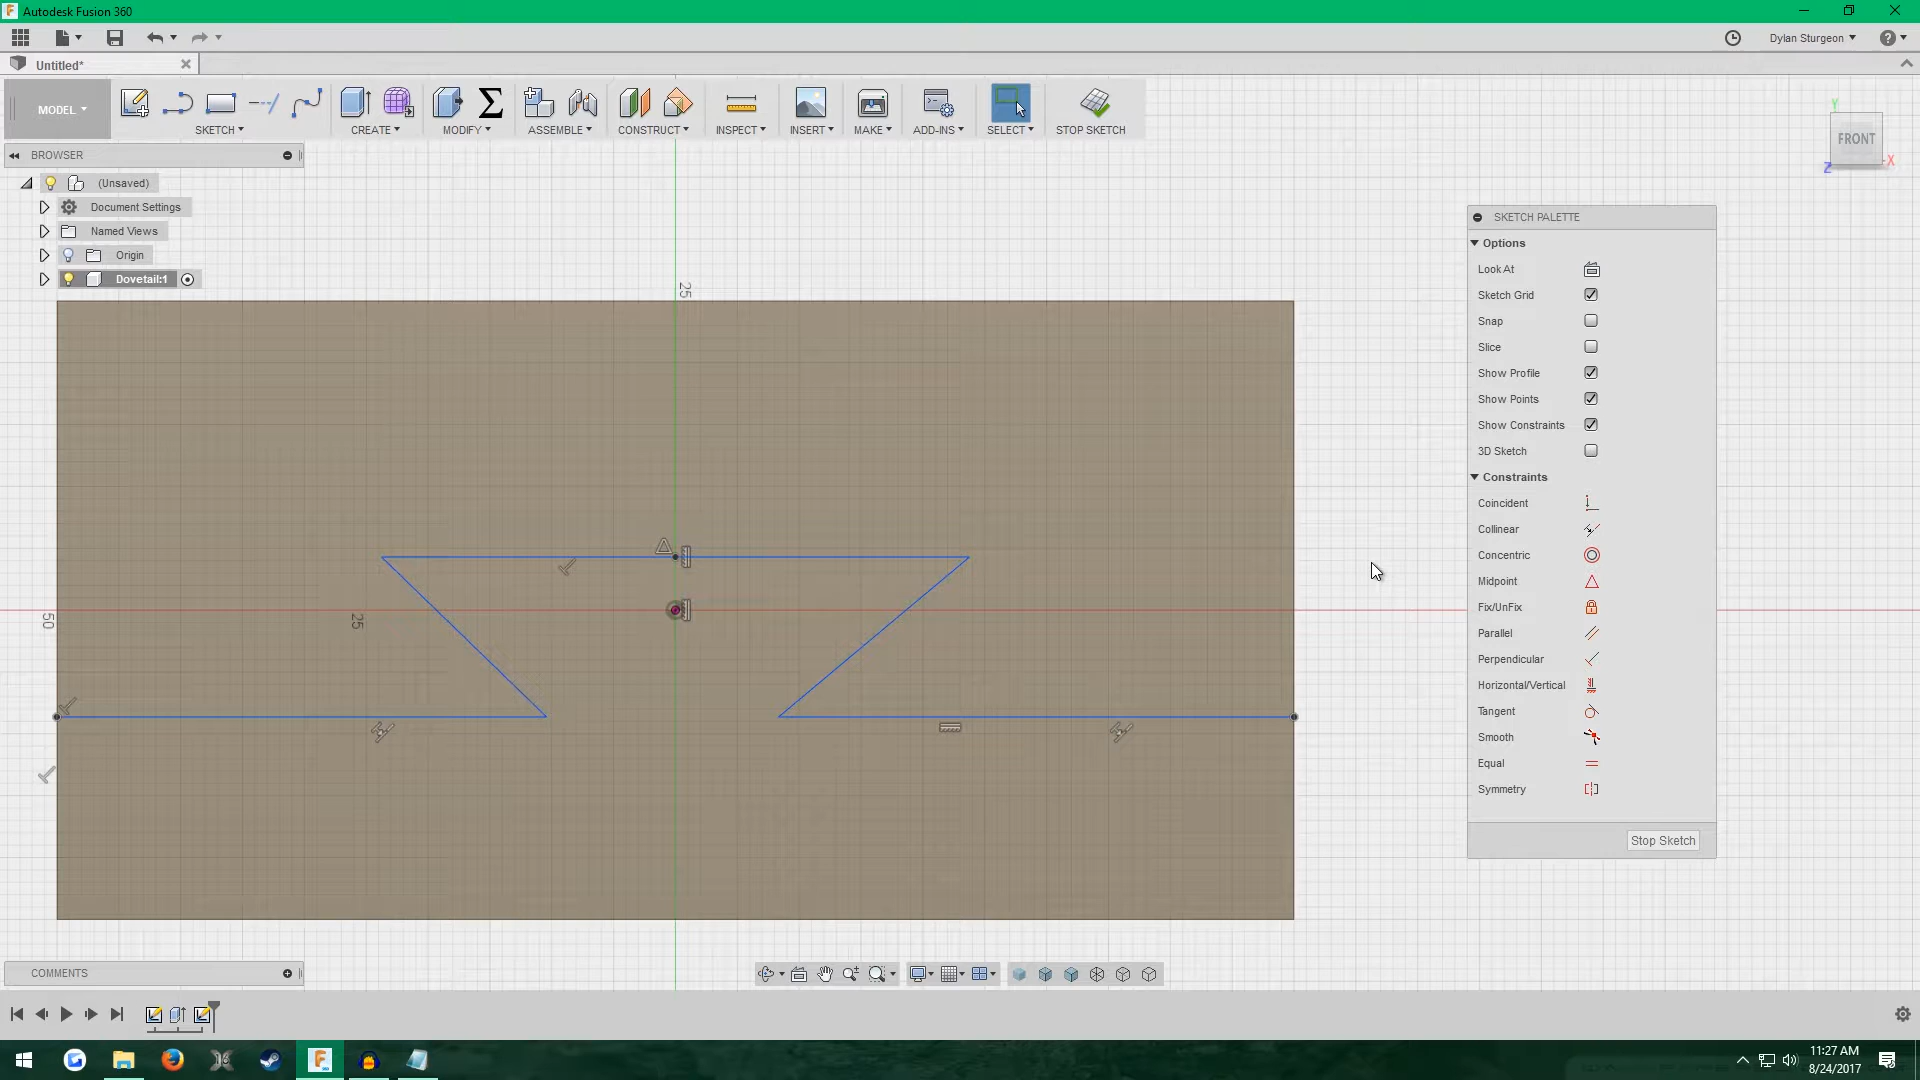 Autodesk Fusion 360
Dylan Sturgeon
Untitled*
MODEL
SKETCH
CREATE
MODIFY
ASSEMBLE
CONSTRUCT
INSPECT
INSERT
MAKE
ADD-INS
SELECT
STOP SKETCH
BROWSER
(Unsaved)
Document Settings
Named Views
Origin
Dovetail:1
Y
FRONT
X
Z
25
50
25
SKETCH PALETTE
Options
Look At
Sketch Grid
Snap
Slice
Show Profile
Show Points
Show Constraints
3D Sketch
Constraints
Coincident
Collinear
Concentric
Midpoint
Fix/UnFix
Parallel
Perpendicular
Horizontal/Vertical
Tangent
Smooth
Equal
Symmetry
Stop Sketch
COMMENTS
11:27 AM
8/24/2017